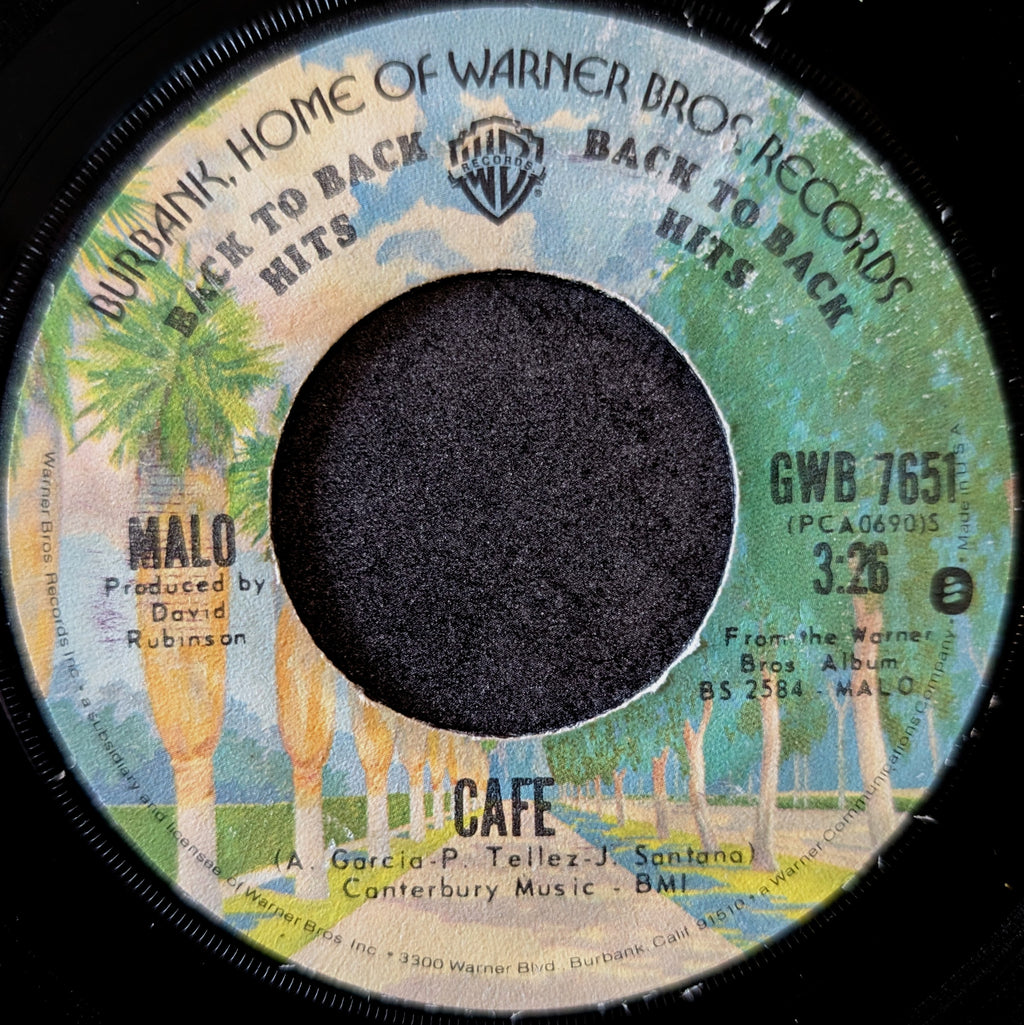 BURBANK, HOME OF WARNER BROS. RECORDS
BACK TO BACK
HITS
W RECORDS B ®
BACK TO BACK
HITS
MALO
Produced by
David
Rubinson
GWB 7651
(PCA0690)S
3:26
From the Warner
Bros. Album
BS 2584 - MALO
CAFE
(A. Garcia-P. Tellez-J. Santana)
Canterbury Music - BMI
Warner Bros. Records Inc. • a subsidiary and licensee of Warner Bros. Inc. • 3300 Warner Blvd., Burbank, Calif. 91510 • a Warner Communications Company • Made in U.S.A.